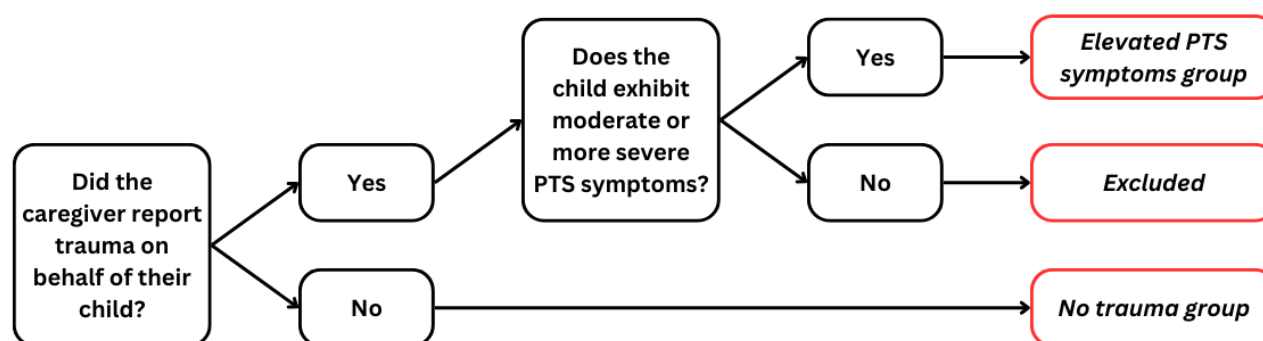 Did the
caregiver report
trauma on
behalf of their
child?
Yes
No
Does the
child exhibit
moderate or
more severe
PTS symptoms?
Yes
No
Elevated PTS
symptoms group
Excluded
No trauma group